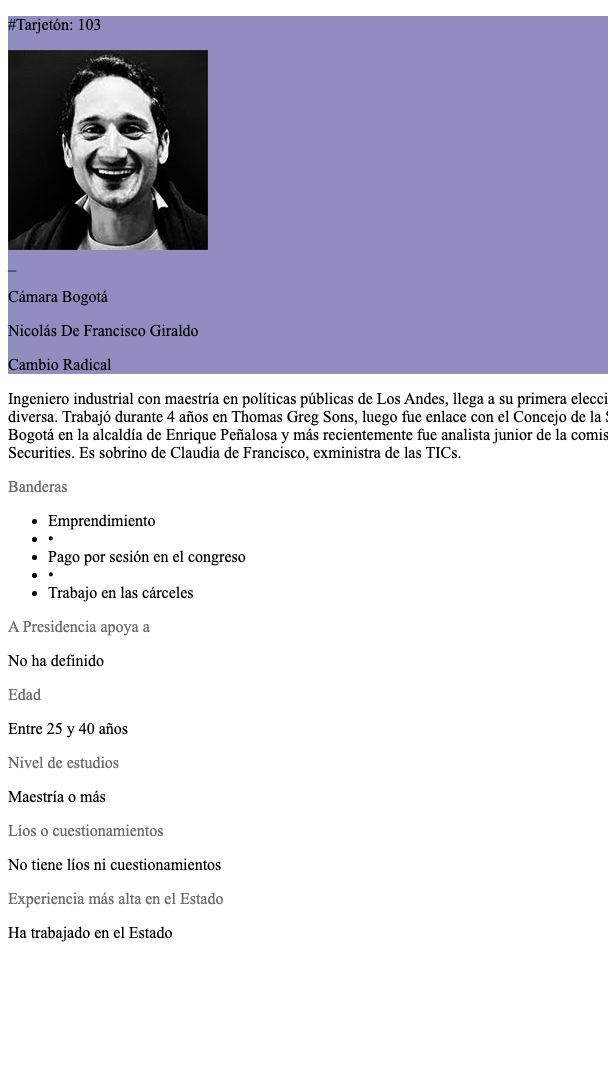 #Tarjetón: 103
_
Cámara Bogotá
Nicolás De Francisco Giraldo
Cambio Radical
Ingeniero industrial con maestría en políticas públicas de Los Andes, llega a su primera elecci
diversa. Trabajó durante 4 años en Thomas Greg Sons, luego fue enlace con el Concejo de la
Bogotá en la alcaldía de Enrique Peñalosa y más recientemente fue analista junior de la comis
Securities. Es sobrino de Claudia de Francisco, exministra de las TICs.
Banderas
• Emprendimiento
• •
• Pago por sesión en el congreso
• •
• Trabajo en las cárceles
A Presidencia apoya a
No ha definido
Edad
Entre 25 y 40 años
Nivel de estudios
Maestría o más
Líos o cuestionamientos
No tiene líos ni cuestionamientos
Experiencia más alta en el Estado
Ha trabajado en el Estado